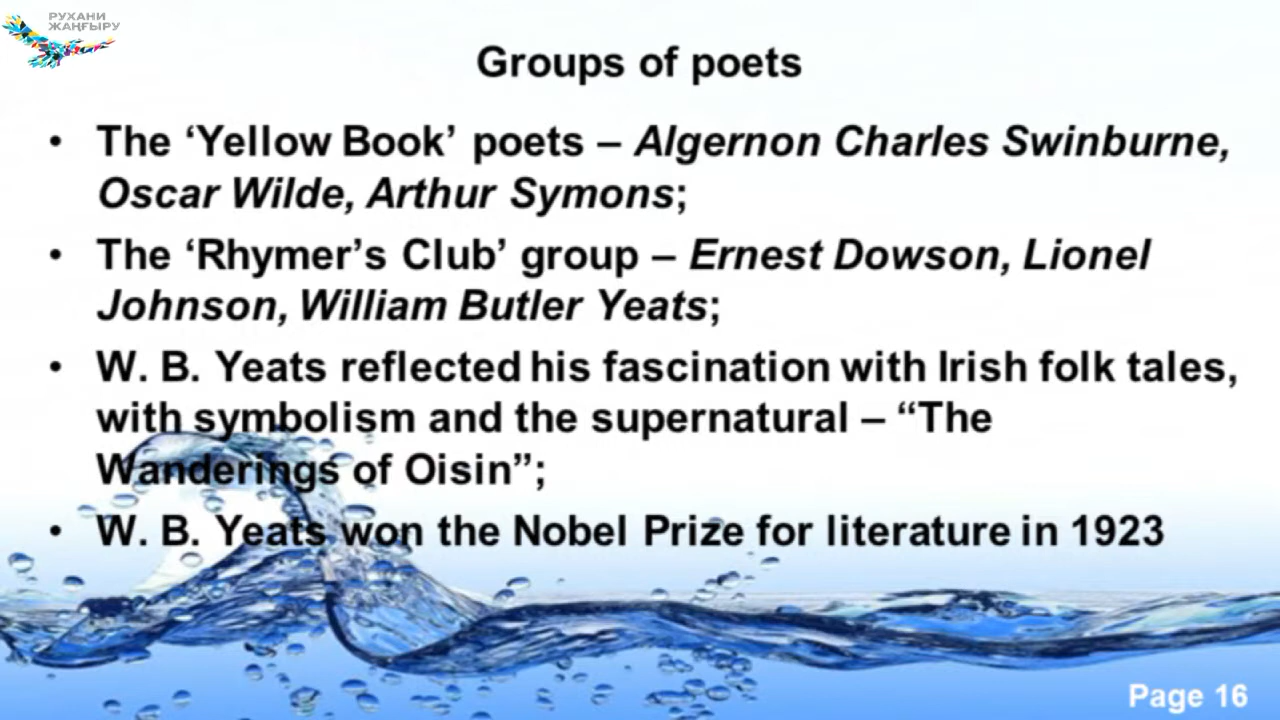 РУХАНИ
ЖАҢҒЫРУ
Groups of poets
• The ‘Yellow Book’ poets – Algernon Charles Swinburne,
Oscar Wilde, Arthur Symons;
• The ‘Rhymer’s Club’ group – Ernest Dowson, Lionel
Johnson, William Butler Yeats;
• W. B. Yeats reflected his fascination with Irish folk tales,
with symbolism and the supernatural – “The
Wanderings of Oisin”;
• W. B. Yeats won the Nobel Prize for literature in 1923
Page 16